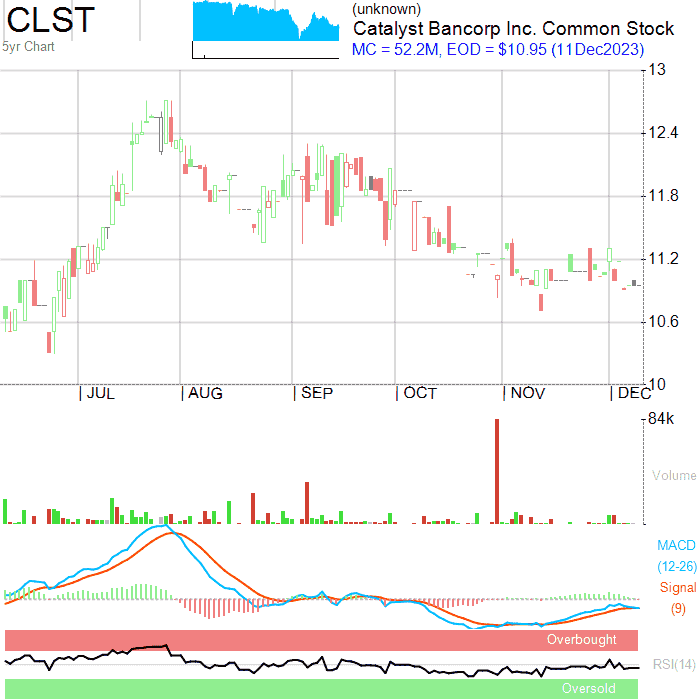 CLST
5yr Chart
(unknown)
Catalyst Bancorp Inc. Common Stock
MC = 52.2M, EOD = $10.95 (11Dec2023)
13
12.4
11.8
11.2
10.6
10
JUL AUG SEP OCT NOV DEC
84k
Volume
MACD
(12-26)
Signal
(9)
Overbought
RSI(14)
Oversold